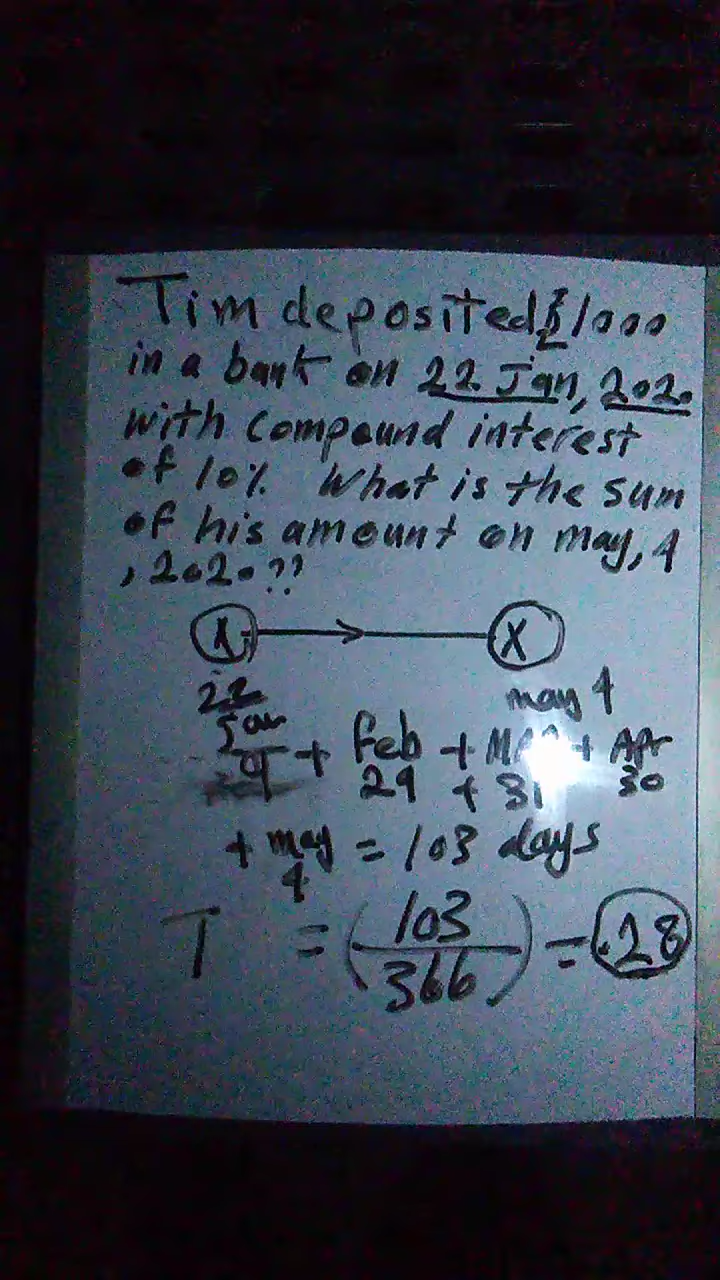 Tim deposited £1000
in a bank on 22 Jan, 2020
with compound interest
of 10% What is the sum
of his amount on may, 4
, 2020??
X X
22 may 4
Jan + Feb + MAR + Apr
9 29 + 31 30
+ may = 103 days
4
T = (103/366) = .28